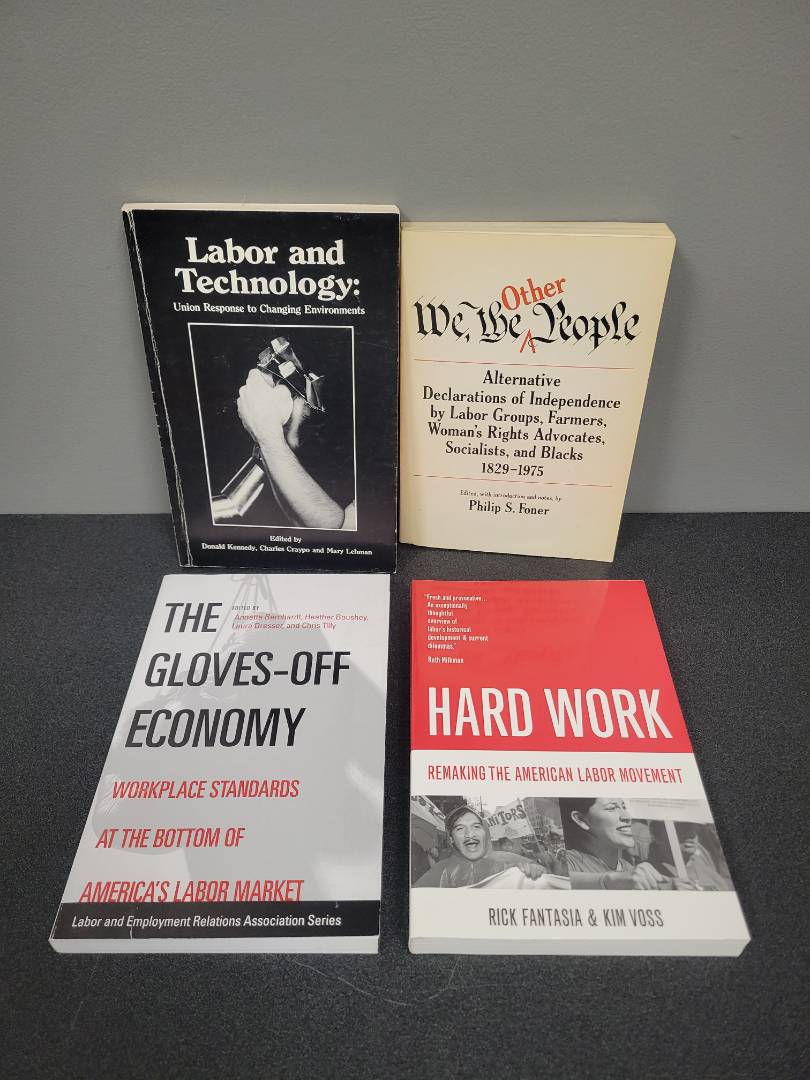 Labor and
Technology:
Union Response to Changing Environments
Edited by
Donald Kennedy, Charles Craypo and Mary Lehman
Other
We, the People
Alternative
Declarations of Independence
by Labor Groups, Farmers,
Woman's Rights Advocates,
Socialists, and Blacks
1829-1975
Edited, with introduction and notes, by
Philip S. Foner
THE
EDITED BY
Annette Bernhardt, Heather Boushey,
Laura Dresser, and Chris Tilly
GLOVES-OFF
ECONOMY
WORKPLACE STANDARDS
AT THE BOTTOM OF
AMERICA'S LABOR MARKET
Labor and Employment Relations Association Series
"Fresh and provocative...
An exceptionally
thoughtful
overview of
labor's historical
development & current
dilemmas."
Ruth Milkman
HARD WORK
REMAKING THE AMERICAN LABOR MOVEMENT
RICK FANTASIA & KIM VOSS